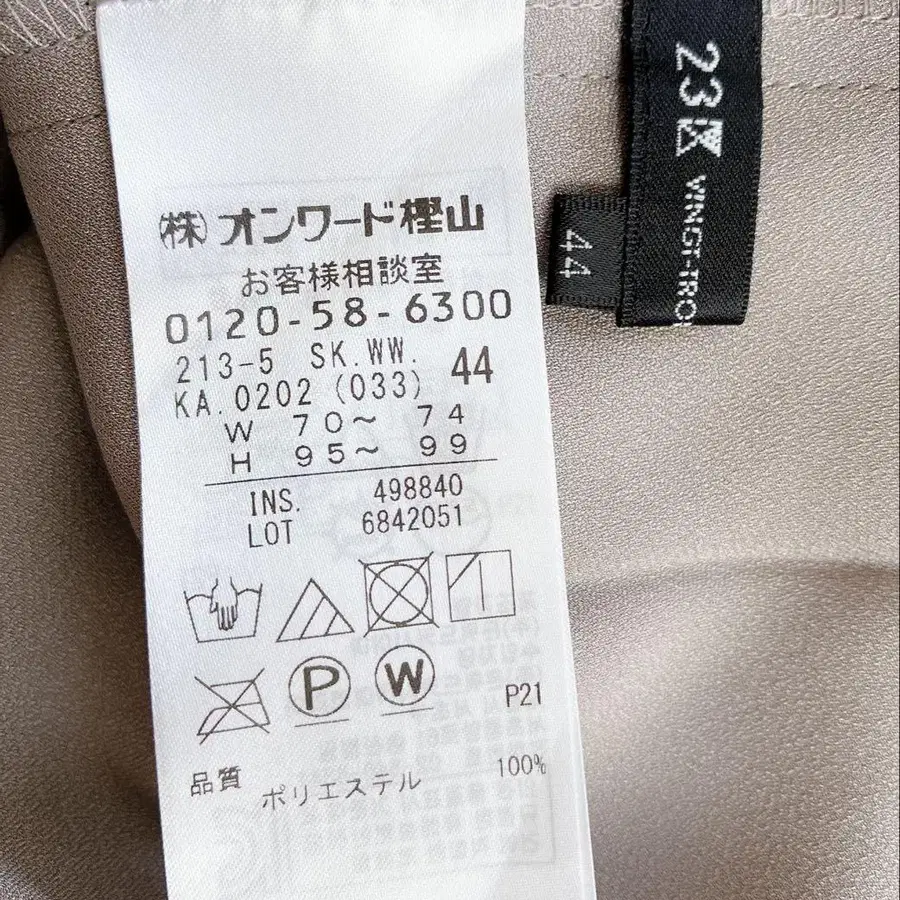 ㈱ オンワード樫山
お客様相談室
0120-58-6300
213-5 SK.WW.
KA.0202 (033) 44
W 70～ 74
H 95～ 99
INS. 498840
LOT 6842051
P
W
P21
品質
ポリエステル 100%
23区
VINGT-TROI
44